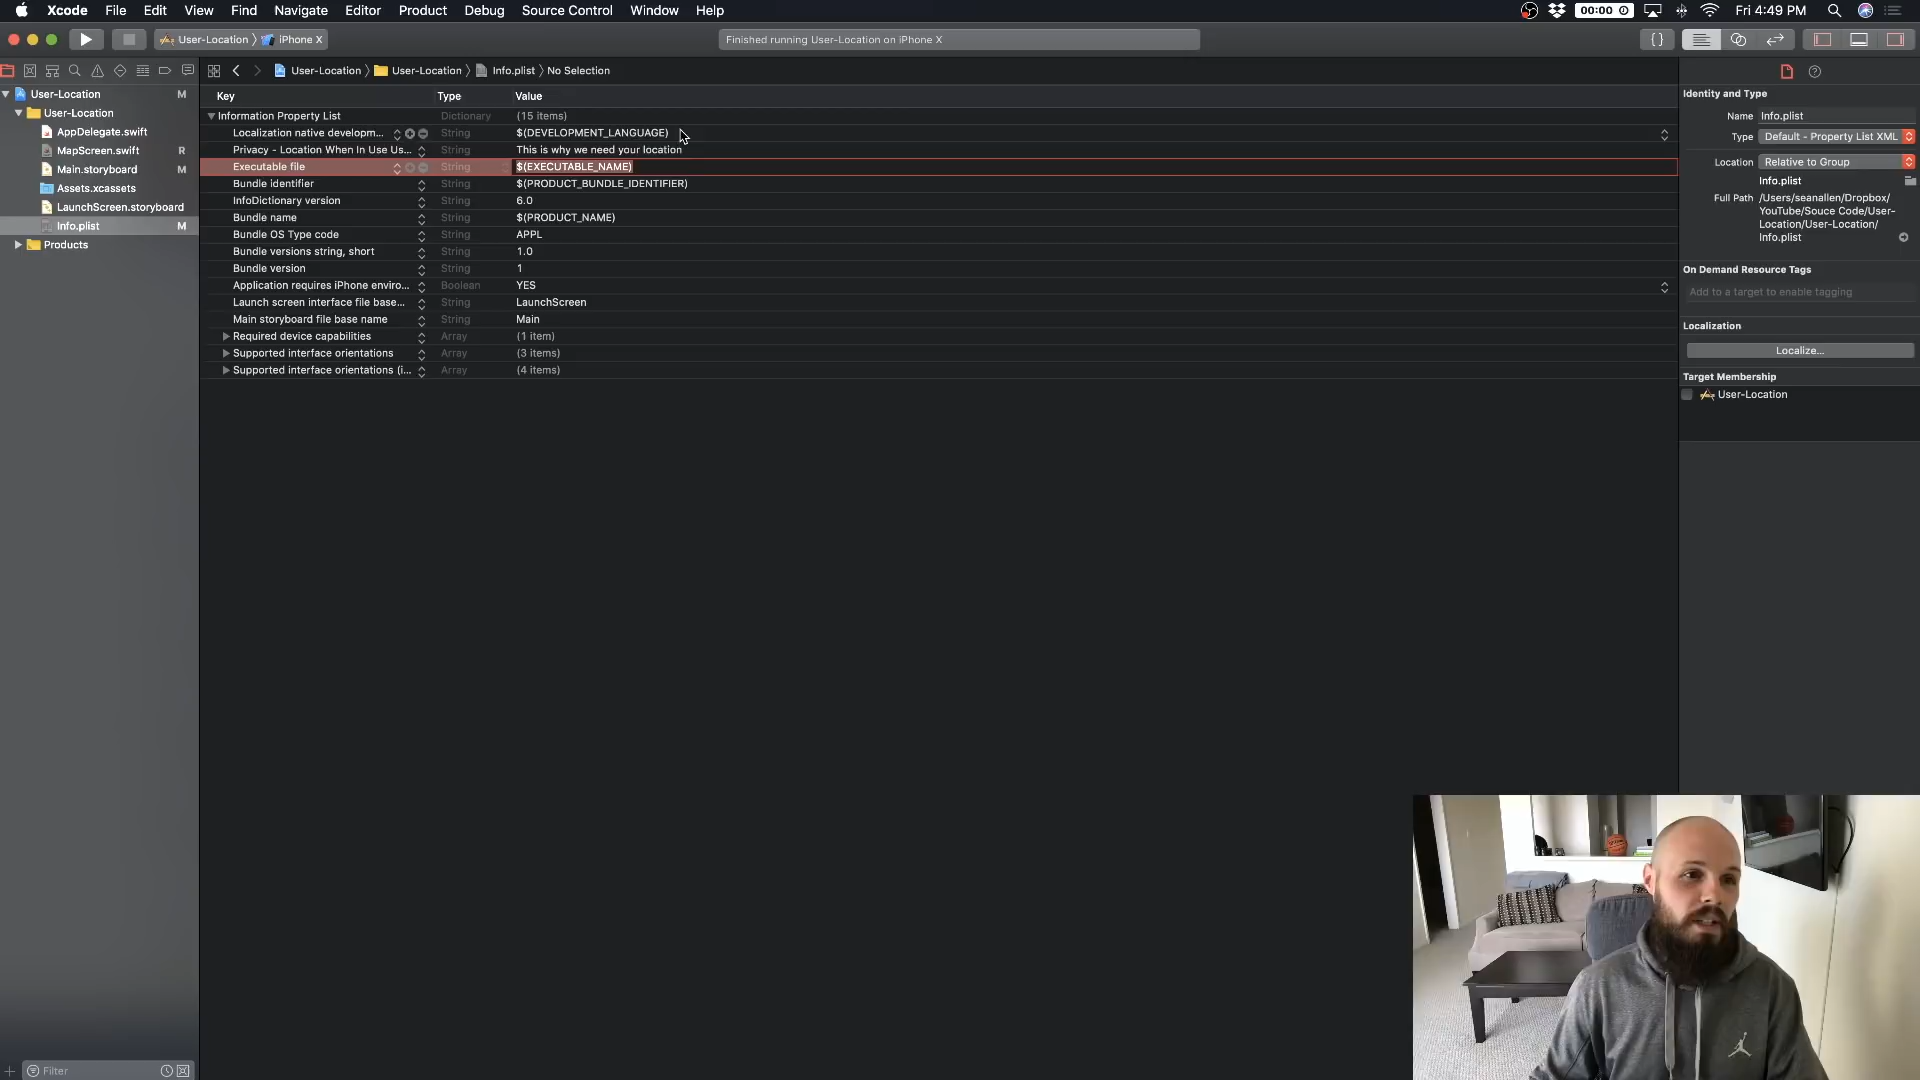 Xcode File Edit View Find Navigate Editor Product Debug Source Control Window Help 00:00 Fri 4:49 PM
User-Location iPhone X Finished running User-Location on iPhone X { }
User-Location User-Location Info.plist No Selection
User-Location M
User-Location
AppDelegate.swift
MapScreen.swift R
Main.storyboard M
Assets.xcassets
LaunchScreen.storyboard
Info.plist M
Products
Filter
Key Type Value
Information Property List Dictionary (15 items)
Localization native developm... String $(DEVELOPMENT_LANGUAGE)
Privacy - Location When In Use Us... String This is why we need your location
Executable file String $(EXECUTABLE_NAME)
Bundle identifier String $(PRODUCT_BUNDLE_IDENTIFIER)
InfoDictionary version String 6.0
Bundle name String $(PRODUCT_NAME)
Bundle OS Type code String APPL
Bundle versions string, short String 1.0
Bundle version String 1
Application requires iPhone enviro... Boolean YES
Launch screen interface file base... String LaunchScreen
Main storyboard file base name String Main
Required device capabilities Array (1 item)
Supported interface orientations Array (3 items)
Supported interface orientations (i... Array (4 items)
Identity and Type
Name Info.plist
Type Default - Property List XML
Location Relative to Group
Info.plist
Full Path /Users/seanallen/Dropbox/
YouTube/Souce Code/User-
Location/User-Location/
Info.plist
On Demand Resource Tags
Add to a target to enable tagging
Localization
Localize...
Target Membership
User-Location